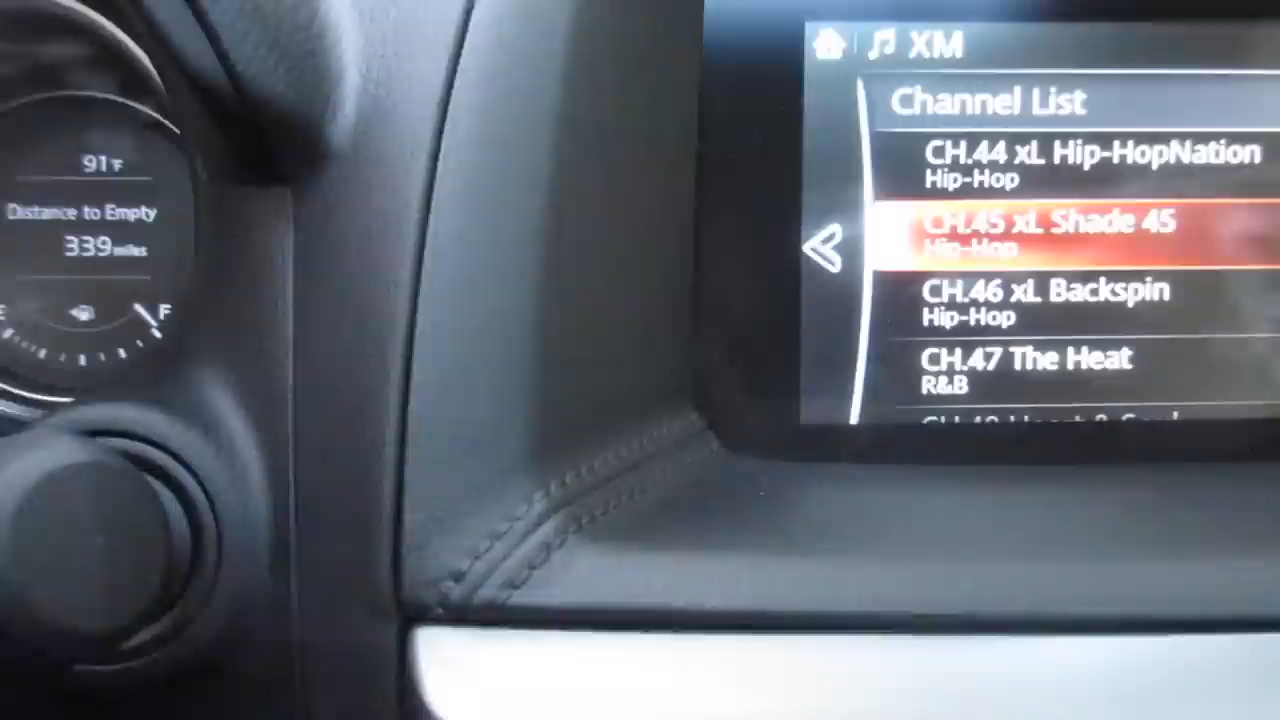 91°F
Distance to Empty
339 miles
E
F
XM
Channel List
CH.44 xL Hip-HopNation
Hip-Hop
CH.45 xL Shade 45
Hip-Hop
CH.46 xL Backspin
Hip-Hop
CH.47 The Heat
R&B